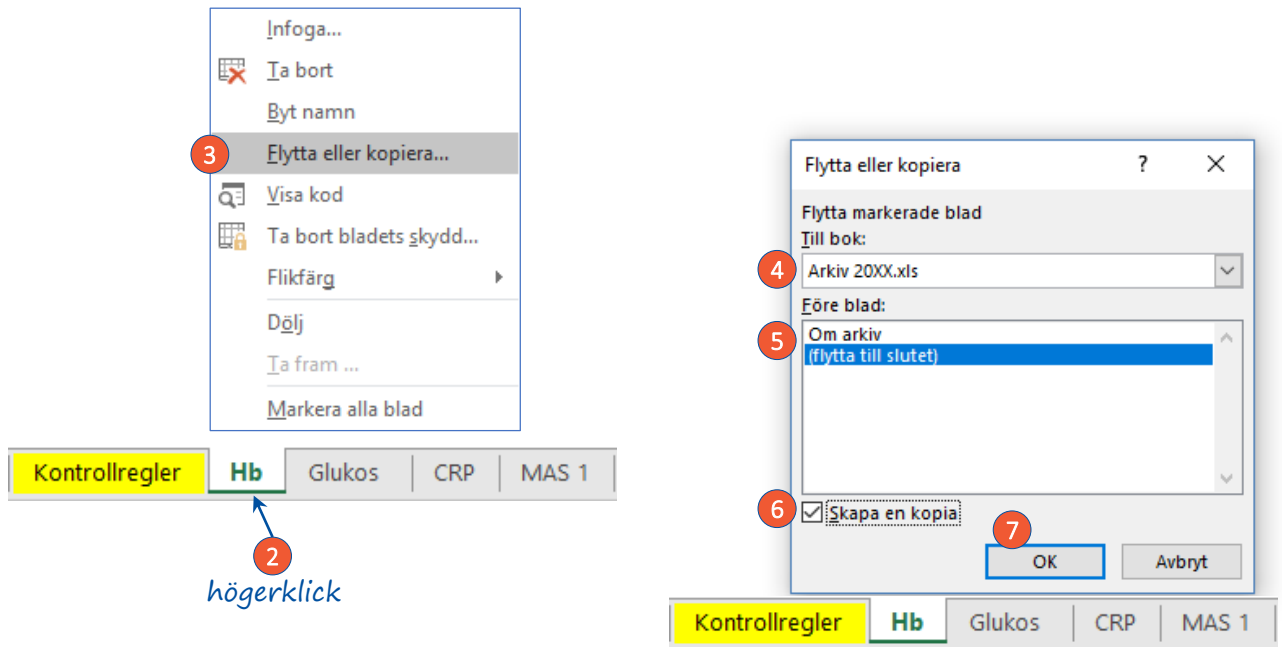 Infoga...
Ta bort
Byt namn
3 Flytta eller kopiera...
Visa kod
Ta bort bladets skydd...
Flikfärg
Dölj
Ta fram ...
Markera alla blad
Kontrollregler Hb Glukos CRP MAS 1
2
högerklick
Flytta eller kopiera ?
Flytta markerade blad
Till bok:
4 Arkiv 20XX.xls
Före blad:
5 Om arkiv
(flytta till slutet)
6 Skapa en kopia
7
OK Avbryt
Kontrollregler Hb Glukos CRP MAS 1